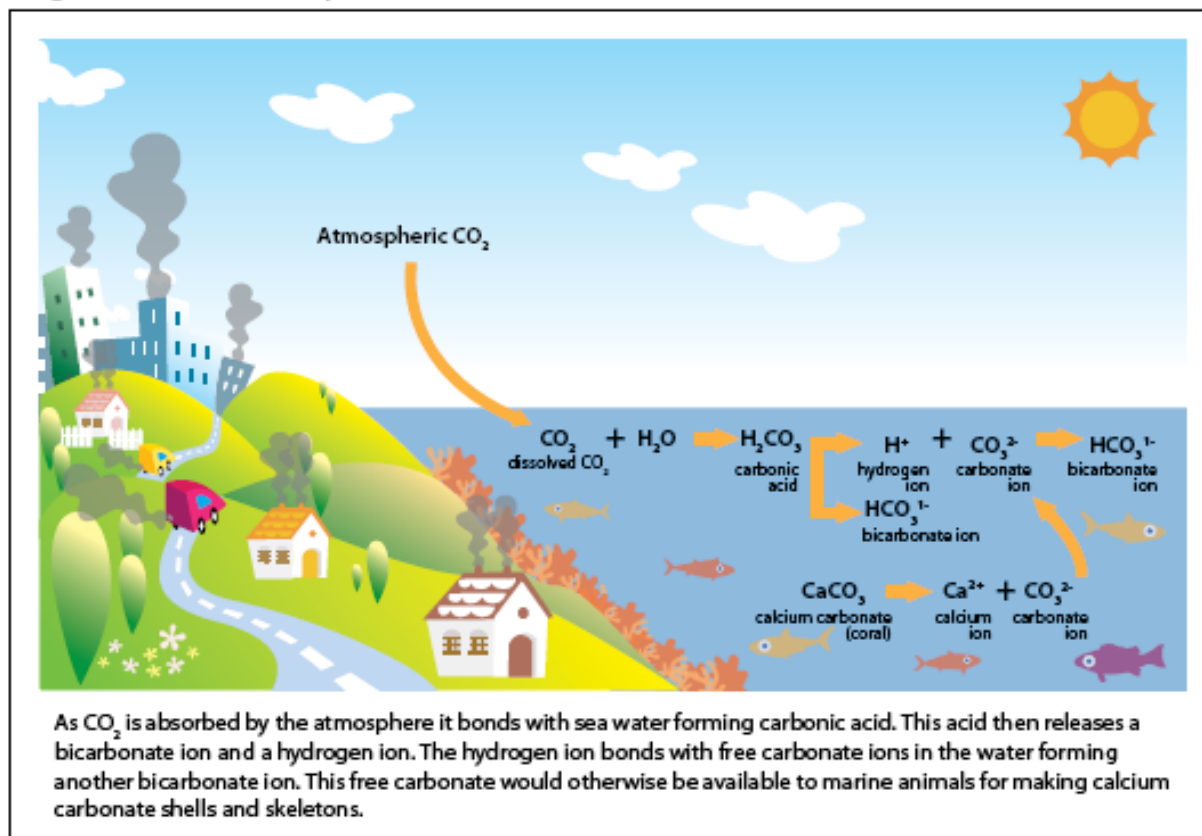 Atmospheric CO₂
CO₂ + H₂O H₂CO₃ H⁺ + CO₃²⁻ HCO₃¹⁻
dissolved CO₂ carbonic acid hydrogen ion carbonate ion bicarbonate ion
HCO₃¹⁻
bicarbonate ion
CaCO₃ Ca²⁺ + CO₃²⁻
calcium carbonate (coral) calcium ion carbonate ion
As CO₂ is absorbed by the atmosphere it bonds with sea water forming carbonic acid. This acid then releases a
bicarbonate ion and a hydrogen ion. The hydrogen ion bonds with free carbonate ions in the water forming
another bicarbonate ion. This free carbonate would otherwise be available to marine animals for making calcium
carbonate shells and skeletons.